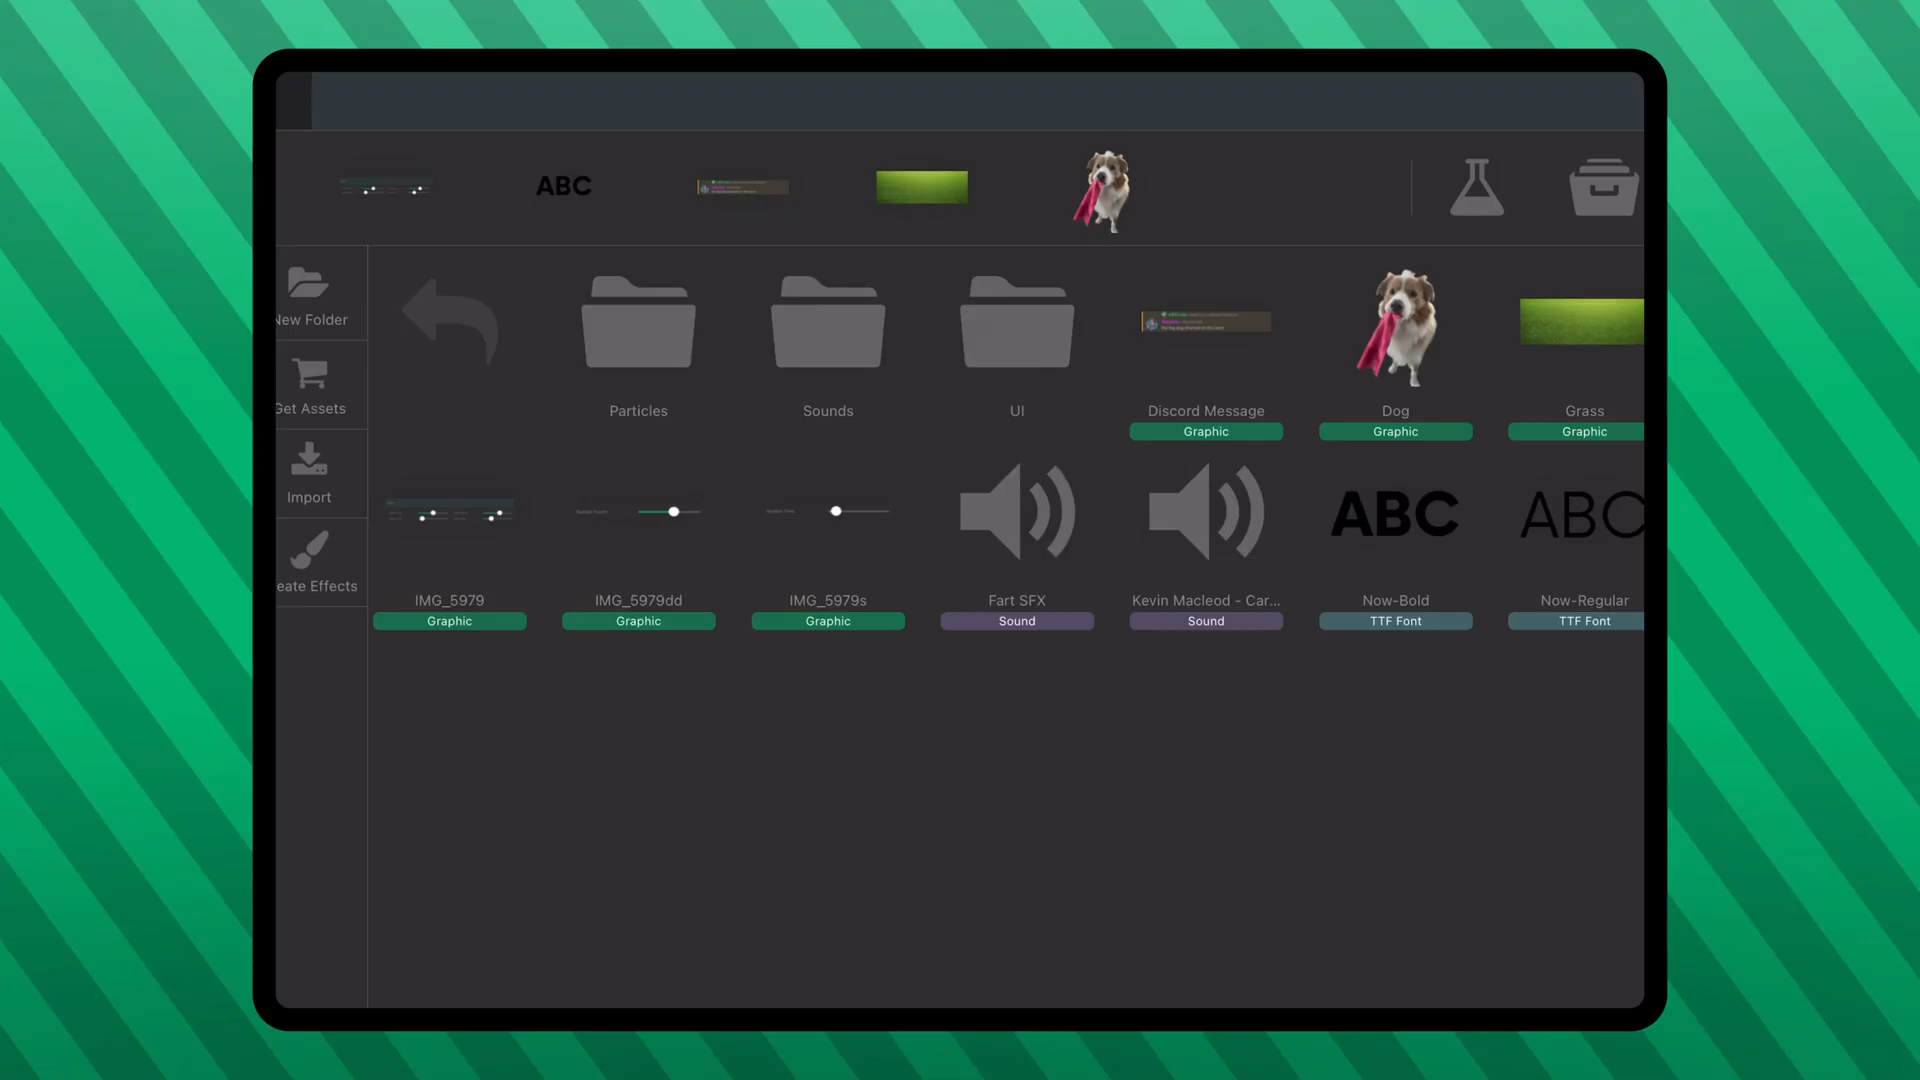 ABC
New Folder
Get Assets
Import
eate Effects
Particles
Sounds
UI
Discord Message
Graphic
Dog
Graphic
Grass
Graphic
ABC
ABC
IMG_5979
Graphic
IMG_5979dd
Graphic
IMG_5979s
Graphic
Fart SFX
Sound
Kevin Macleod - Car...
Sound
Now-Bold
TTF Font
Now-Regular
TTF Font